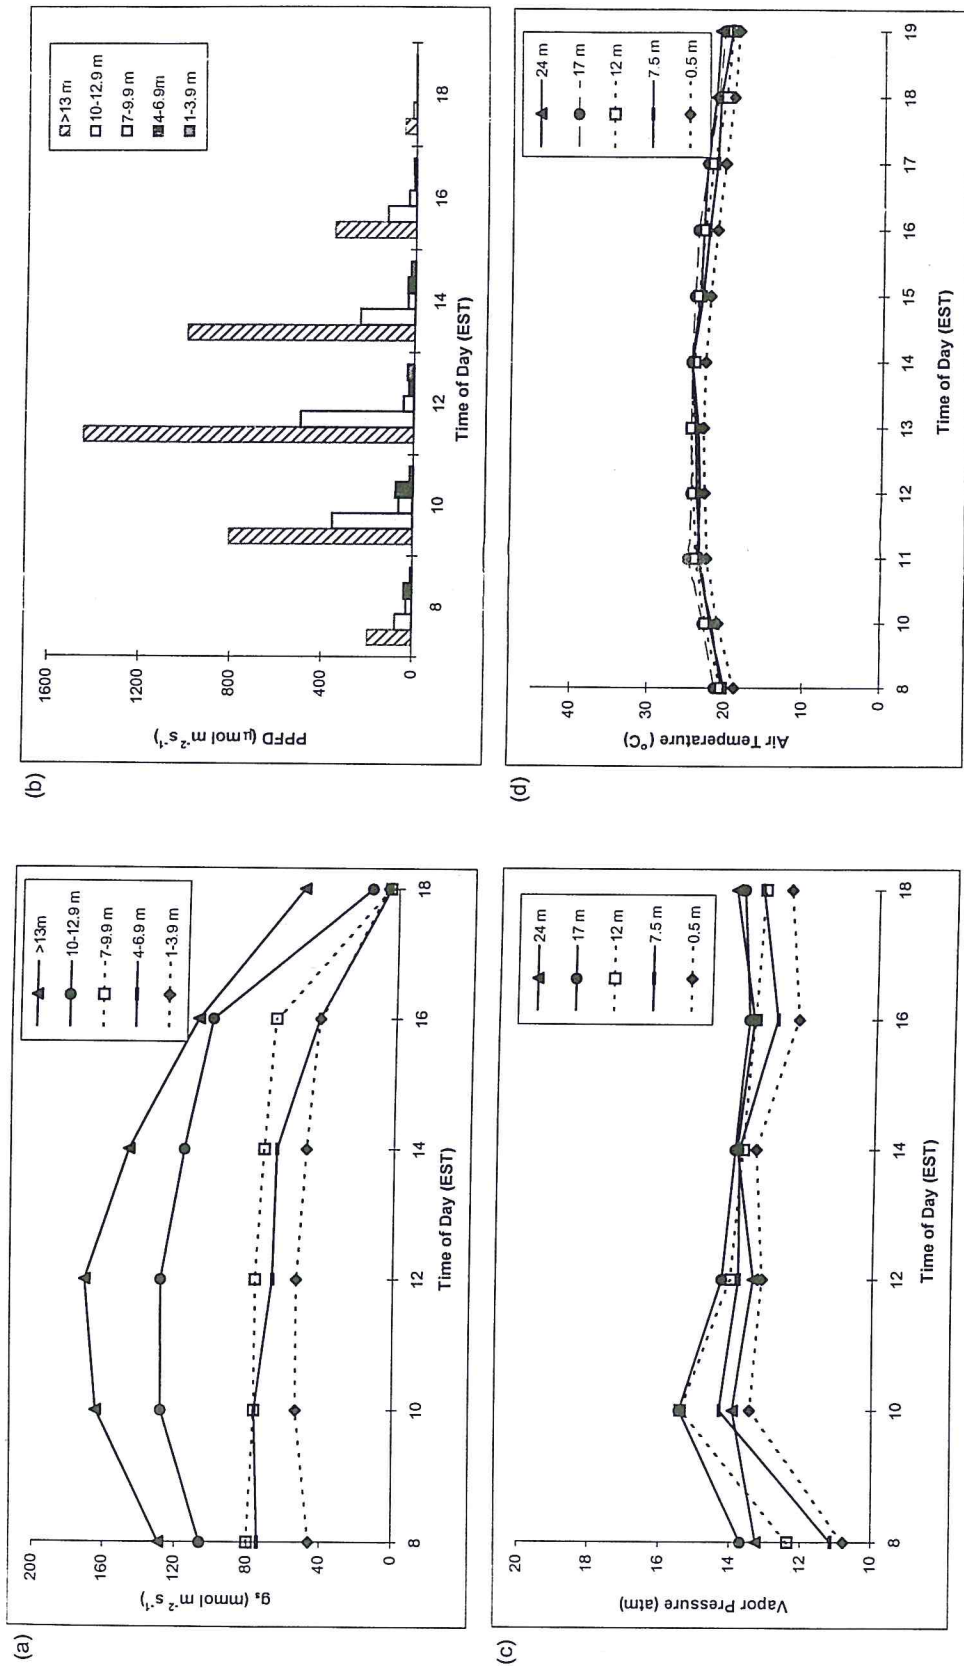 (a)
200
160
120
80
40
0
gs (mmol m-2 s-1)
8
10
12
14
16
18
Time of Day (EST)
>13m
10-12.9 m
7-9.9 m
4-6.9 m
1-3.9 m
(b)
1600
1200
800
400
0
PPFD (μmol m-2s-1)
8
10
12
14
16
18
Time of Day (EST)
>13 m
10-12.9 m
7-9.9 m
4-6.9m
1-3.9 m
(c)
20
18
16
14
12
10
Vapor Pressure (atm)
8
10
12
14
16
18
Time of Day (EST)
24 m
17 m
12 m
7.5 m
0.5 m
(d)
40
30
20
10
0
Air Temperature (°C)
8
10
11
12
13
14
15
16
17
18
19
Time of Day (EST)
24 m
17 m
12 m
7.5 m
0.5 m